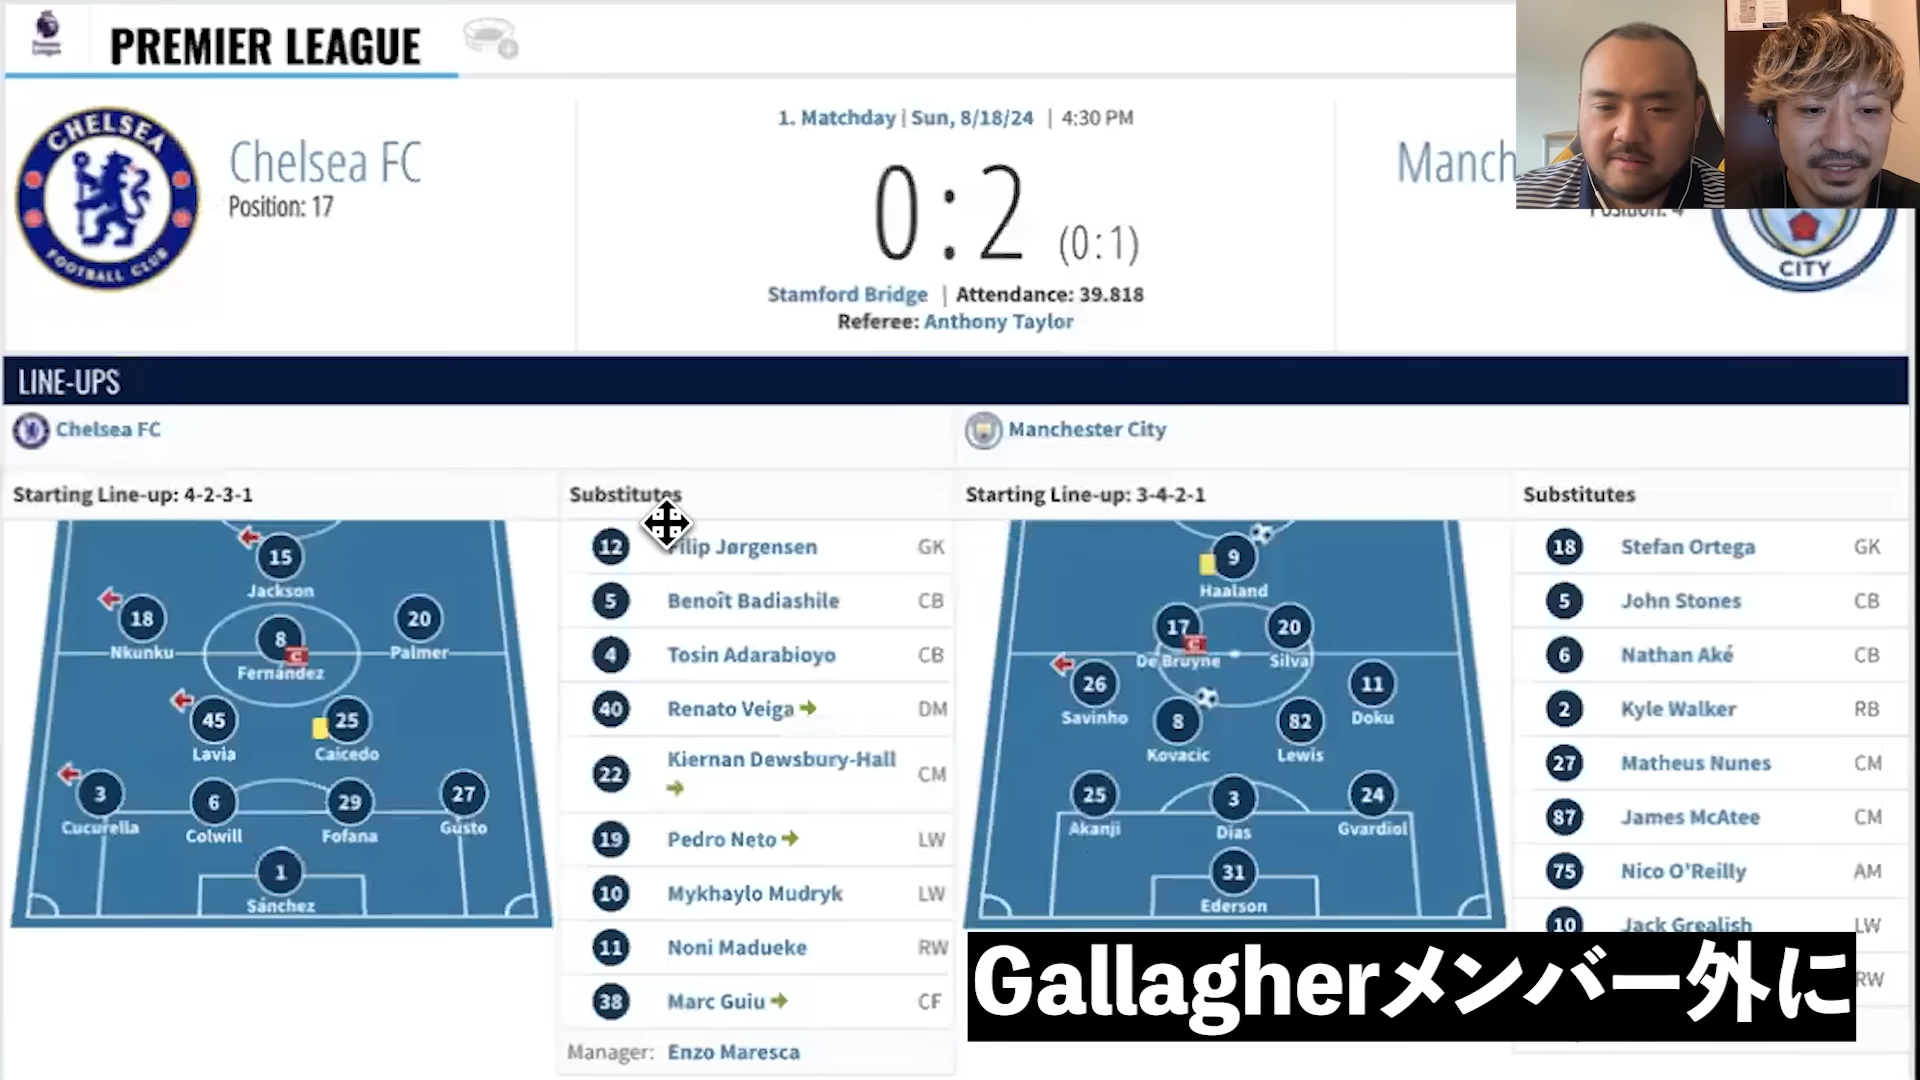 PREMIER LEAGUE
CHELSEA
FOOTBALL CLUB
Chelsea FC
Position: 17
1. Matchday | Sun, 8/18/24 | 4:30 PM
0 : 2 (0:1)
Stamford Bridge | Attendance: 39.818
Referee: Anthony Taylor
Manch
CITY
LINE-UPS
Chelsea FC
Manchester City
Starting Line-up: 4-2-3-1
15
Jackson
18
Nkunku
8
Fernández
20
Palmer
45
Lavia
25
Caicedo
3
Cucurella
6
Colwill
29
Fofana
27
Gusto
1
Sánchez
Substitutes
12 Filip Jørgensen GK
5 Benoît Badiashile CB
4 Tosin Adarabioyo CB
40 Renato Veiga DM
22 Kiernan Dewsbury-Hall CM
19 Pedro Neto LW
10 Mykhaylo Mudryk LW
11 Noni Madueke RW
38 Marc Guiu CF
Manager: Enzo Maresca
Starting Line-up: 3-4-2-1
9
Haaland
17
De Bruyne
20
Silva
26
Savinho
8
Kovacic
82
Lewis
11
Doku
25
Akanji
3
Dias
24
Gvardiol
31
Ederson
Substitutes
18 Stefan Ortega GK
5 John Stones CB
6 Nathan Aké CB
2 Kyle Walker RB
27 Matheus Nunes CM
87 James McAtee CM
75 Nico O'Reilly AM
10 Jack Grealish LW
RW
Gallagherメンバー外に